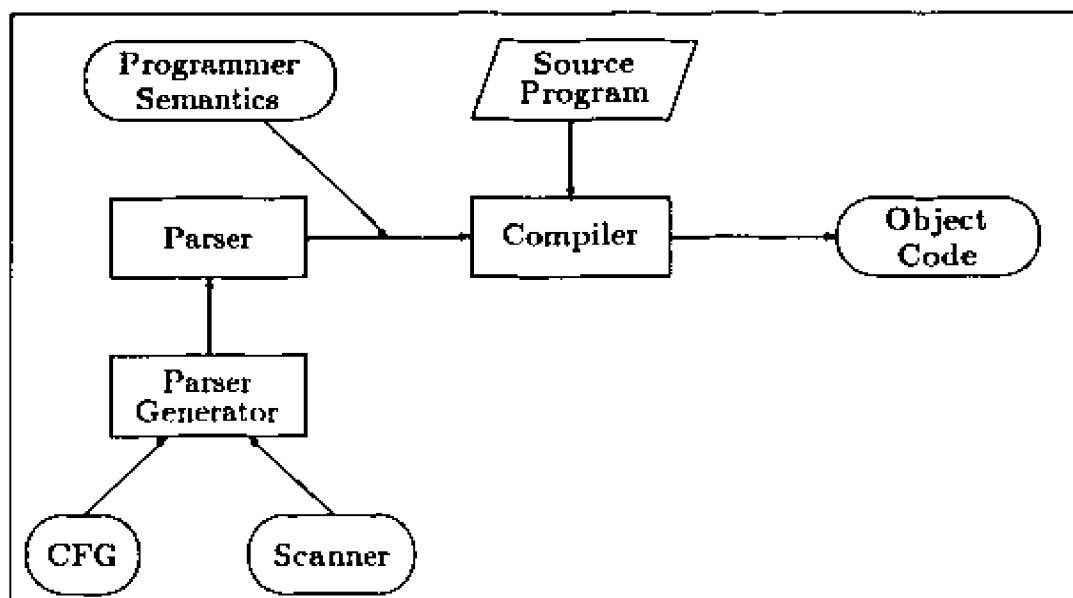 Programmer
Semantics
Source
Program
Parser
Compiler
Object
Code
Parser
Generator
CFG
Scanner